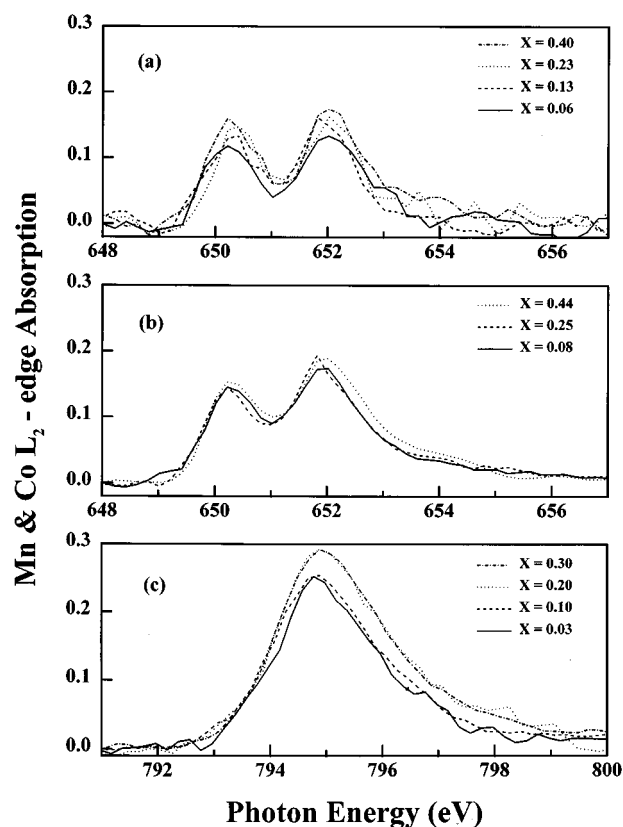 Mn & Co L2 - edge Absorption
0.3
0.2
0.1
0.0
(a)
X = 0.40
X = 0.23
X = 0.13
X = 0.06
648 650 652 654 656
0.3
0.2
0.1
0.0
(b)
X = 0.44
X = 0.25
X = 0.08
648 650 652 654 656
0.3
0.2
0.1
0.0
(c)
X = 0.30
X = 0.20
X = 0.10
X = 0.03
792 794 796 798 800
Photon Energy (eV)